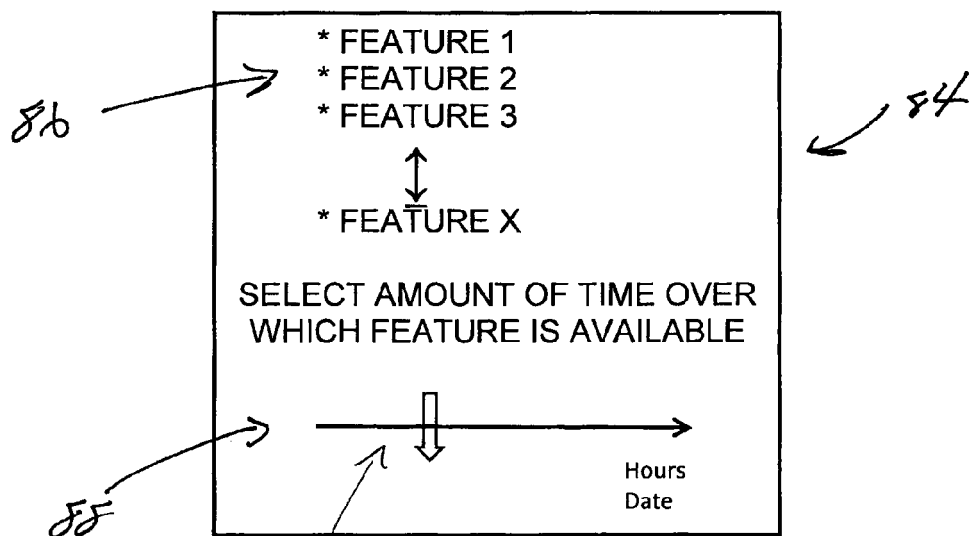 * FEATURE 1
* FEATURE 2
* FEATURE 3
86
84
* FEATURE X
SELECT AMOUNT OF TIME OVER
WHICH FEATURE IS AVAILABLE
Hours
Date